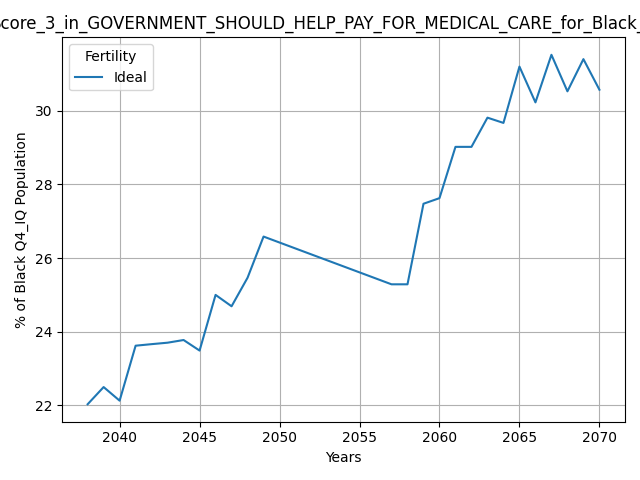 core_3_in_GOVERNMENT_SHOULD_HELP_PAY_FOR_MEDICAL_CARE_for_Black_
Fertility
Ideal
% of Black Q4_IQ Population
30
28
26
24
22
2040 2045 2050 2055 2060 2065 2070
Years